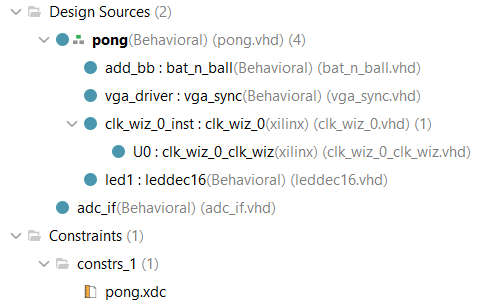 Design Sources (2)
pong(Behavioral) (pong.vhd) (4)
add_bb : bat_n_ball(Behavioral) (bat_n_ball.vhd)
vga_driver : vga_sync(Behavioral) (vga_sync.vhd)
clk_wiz_0_inst : clk_wiz_0(xilinx) (clk_wiz_0.vhd) (1)
U0 : clk_wiz_0_clk_wiz(xilinx) (clk_wiz_0_clk_wiz.vhd)
led1 : leddec16(Behavioral) (leddec16.vhd)
adc_if(Behavioral) (adc_if.vhd)
Constraints (1)
constrs_1 (1)
pong.xdc